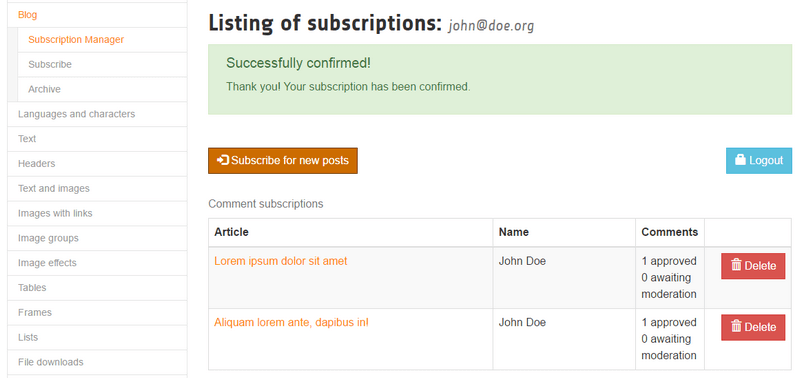 Blog
Subscription Manager
Subscribe
Archive
Languages and characters
Text
Headers
Text and images
Images with links
Image groups
Image effects
Tables
Frames
Lists
File downloads
Listing of subscriptions: john@doe.org
Successfully confirmed!
Thank you! Your subscription has been confirmed.
Subscribe for new posts
Logout
Comment subscriptions
Article Name Comments
Lorem ipsum dolor sit amet John Doe 1 approved Delete
0 awaiting
moderation
Aliquam lorem ante, dapibus in! John Doe 1 approved Delete
0 awaiting
moderation